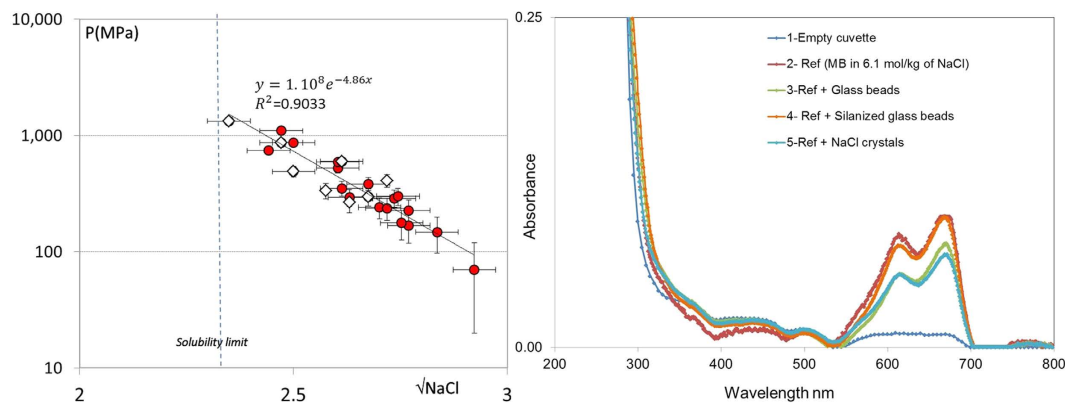 10,000
P(MPa)
y = 1.10⁸e⁻⁴·⁸⁶ˣ
R²=0.9033
1,000
100
Solubility limit
10
2
2.5
√NaCl
3
0.25
1-Empty cuvette
2- Ref (MB in 6.1 mol/kg of NaCl)
3-Ref + Glass beads
4- Ref + Silanized glass beads
5-Ref + NaCl crystals
Absorbance
0.00
200
300
400
500
600
700
800
Wavelength nm